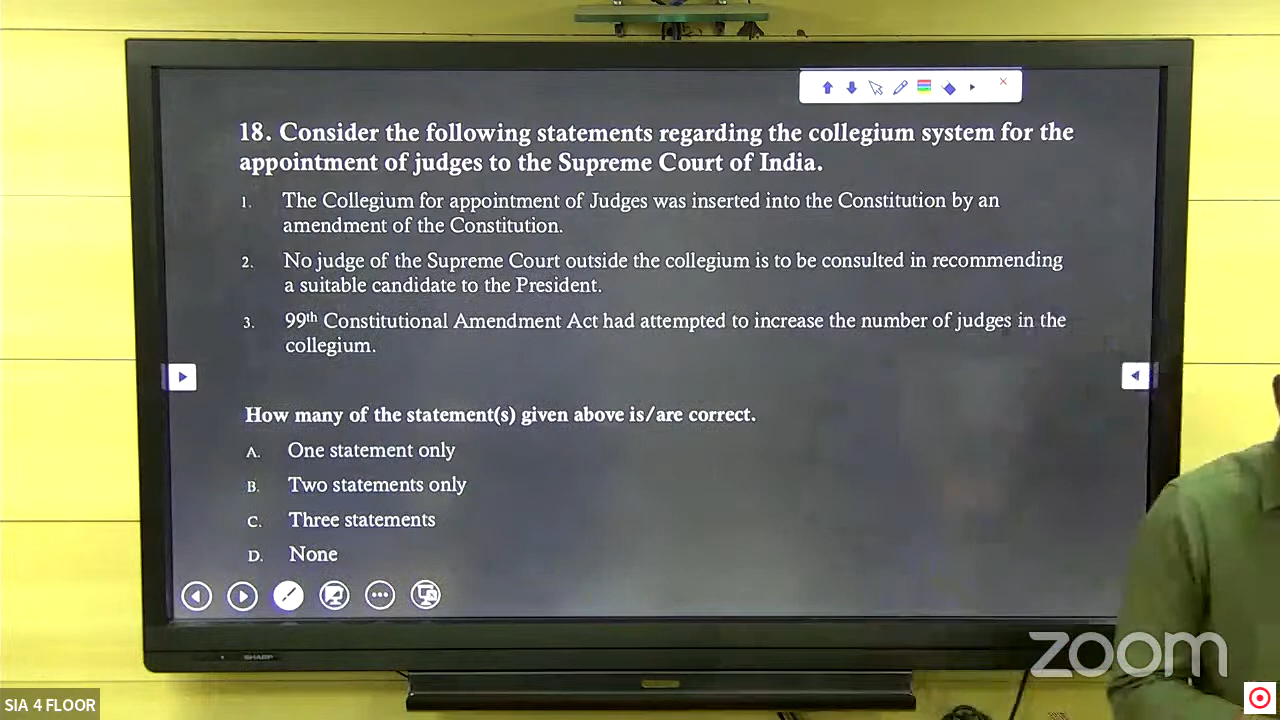 18. Consider the following statements regarding the collegium system for the
appointment of judges to the Supreme Court of India.
1. The Collegium for appointment of Judges was inserted into the Constitution by an
amendment of the Constitution.
2. No judge of the Supreme Court outside the collegium is to be consulted in recommending
a suitable candidate to the President.
3. 99th Constitutional Amendment Act had attempted to increase the number of judges in the
collegium.
How many of the statement(s) given above is/are correct.
A. One statement only
B. Two statements only
C. Three statements
D. None
SHARP
zoom
SIA 4 FLOOR